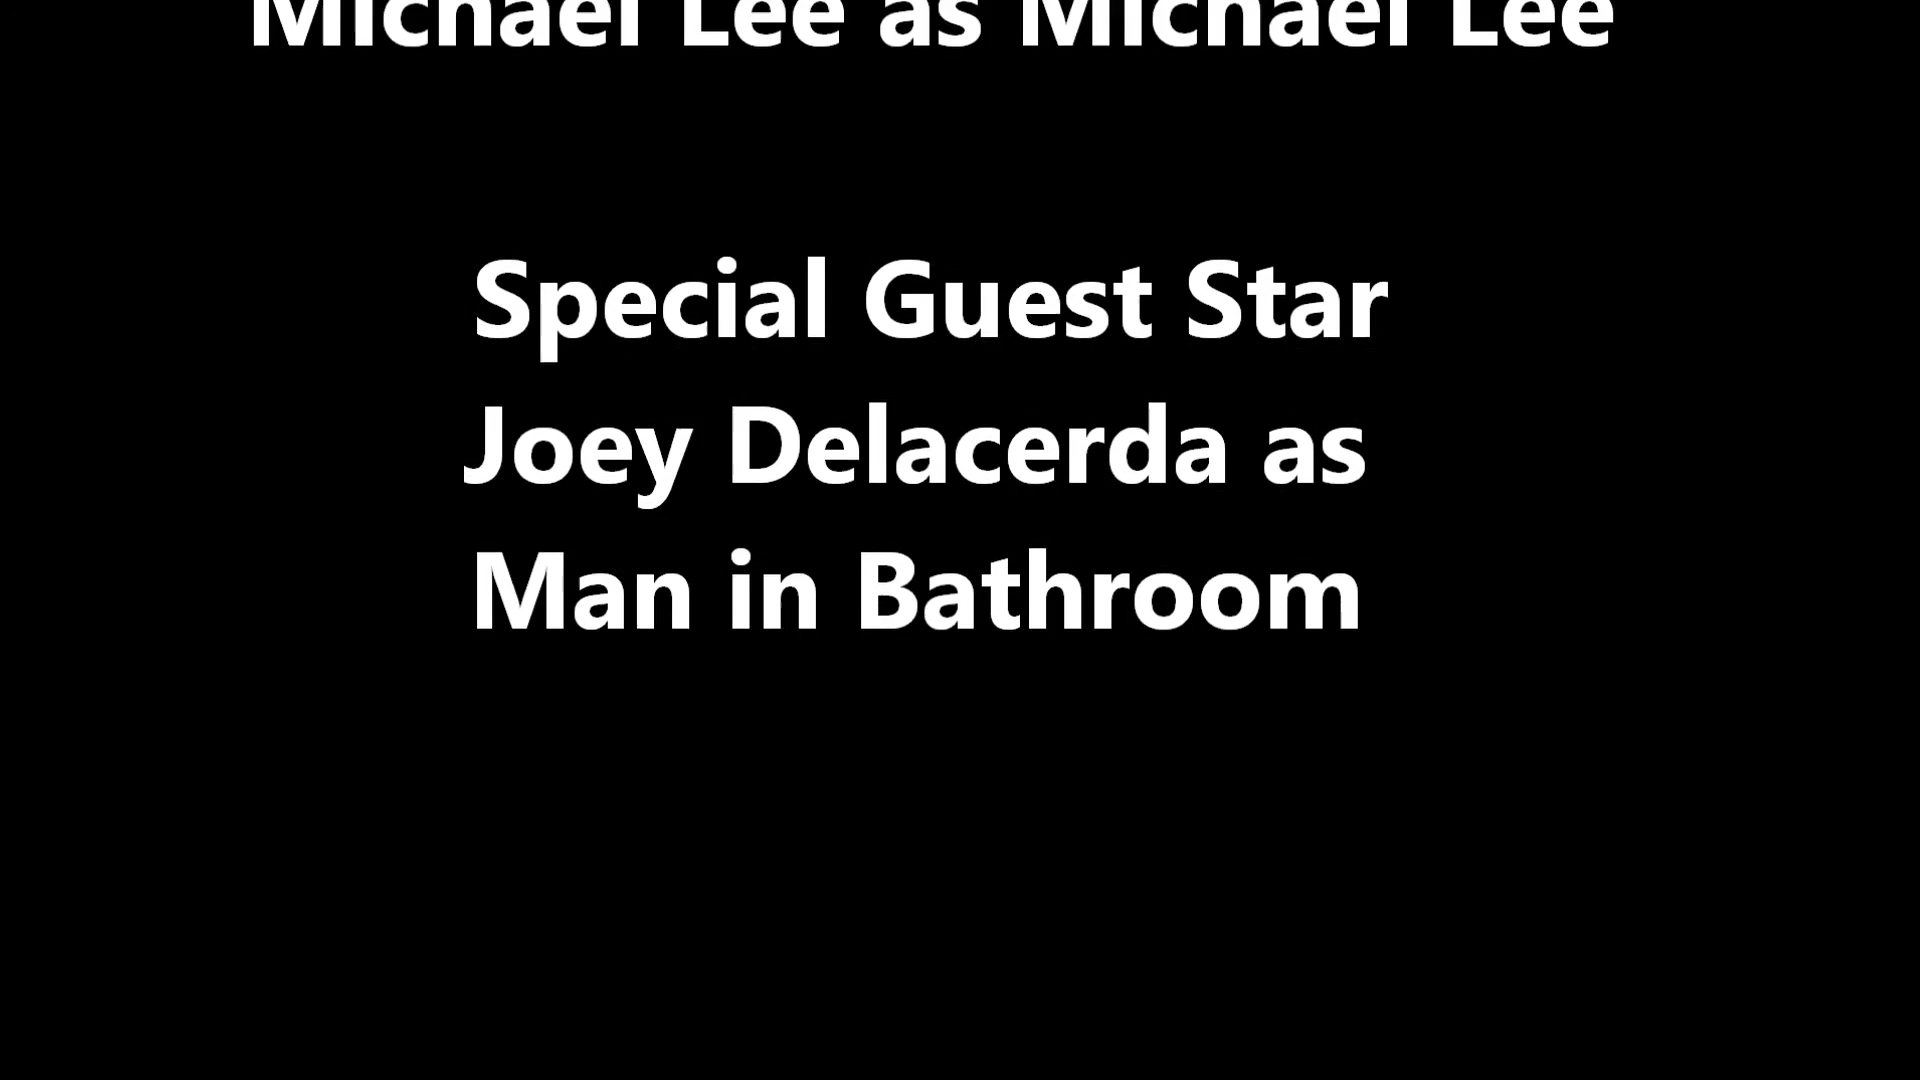 Michael Lee as Michael Lee
Special Guest Star
Joey Delacerda as
Man in Bathroom